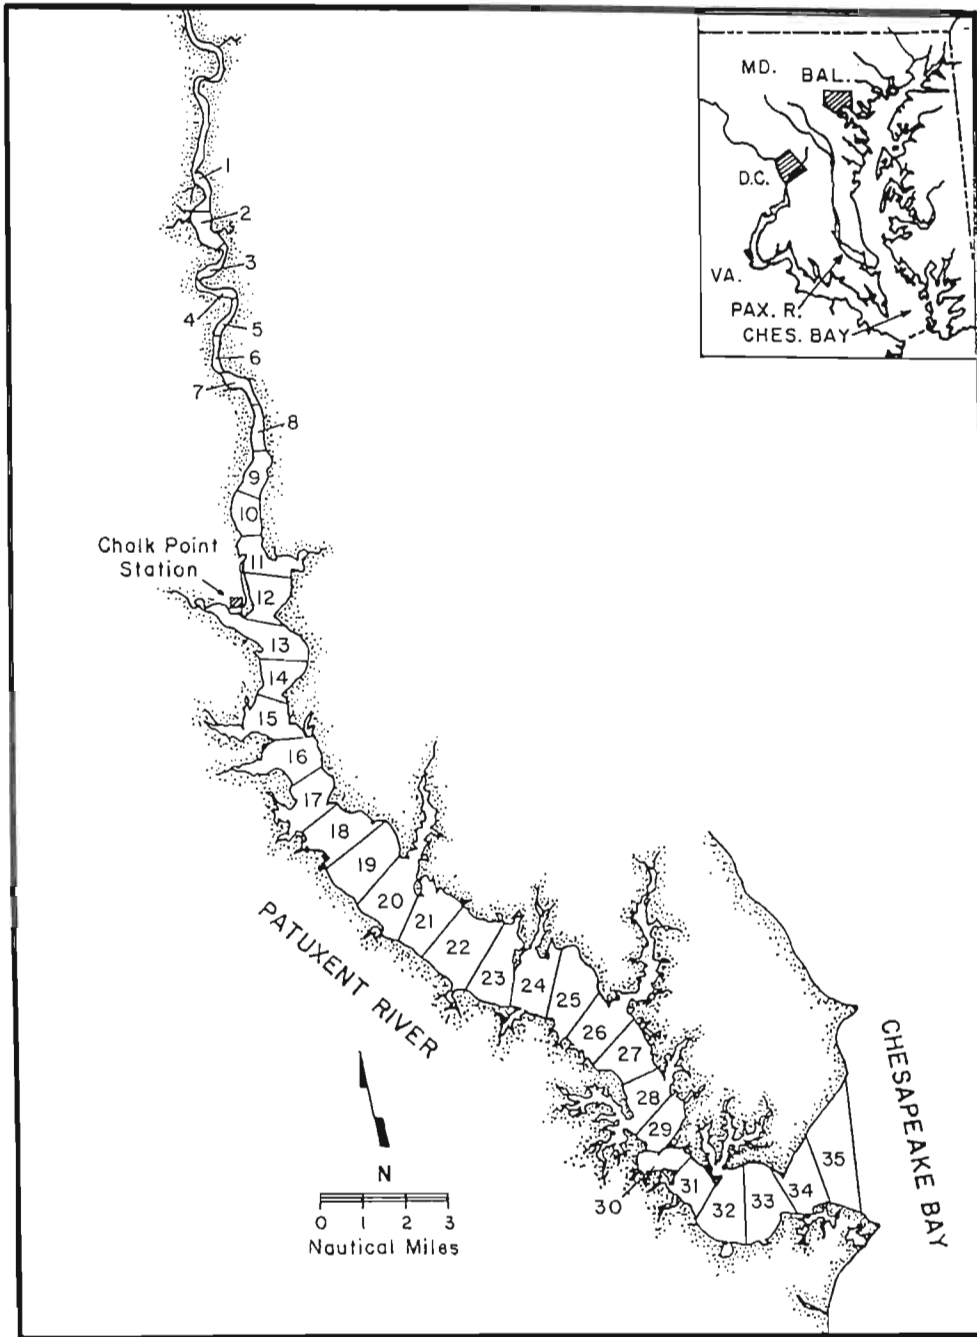 MD.
BAL.
D.C.
VA.
PAX. R.
CHES. BAY
1
2
3
4
5
6
7
8
9
10
Chalk Point
Station
11
12
13
14
15
16
17
18
19
20
21
22
23
24
25
26
27
28
29
30
31
32
33
34
35
PATUXENT RIVER
CHESAPEAKE BAY
N
0 1 2 3
Nautical Miles